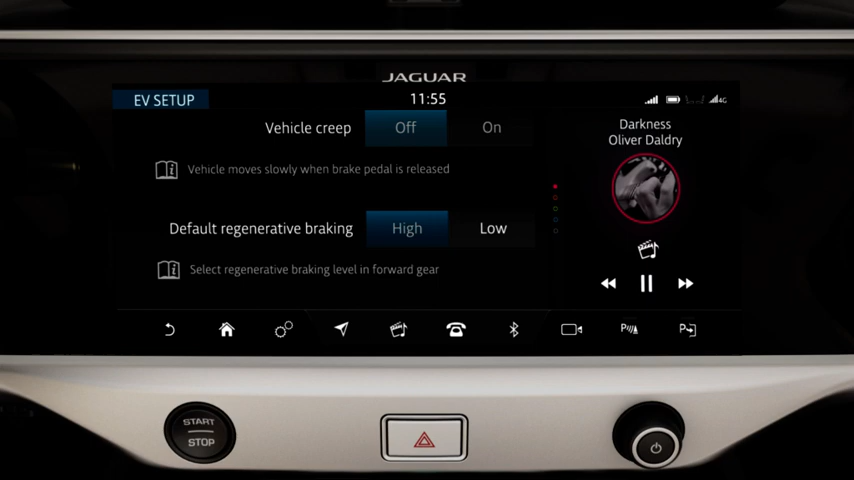 JAGUAR
EV SETUP
11:55
4G
Vehicle creep
Off
On
Vehicle moves slowly when brake pedal is released
Default regenerative braking
High
Low
Select regenerative braking level in forward gear
Darkness
Oliver Daldry
P
P
START
STOP